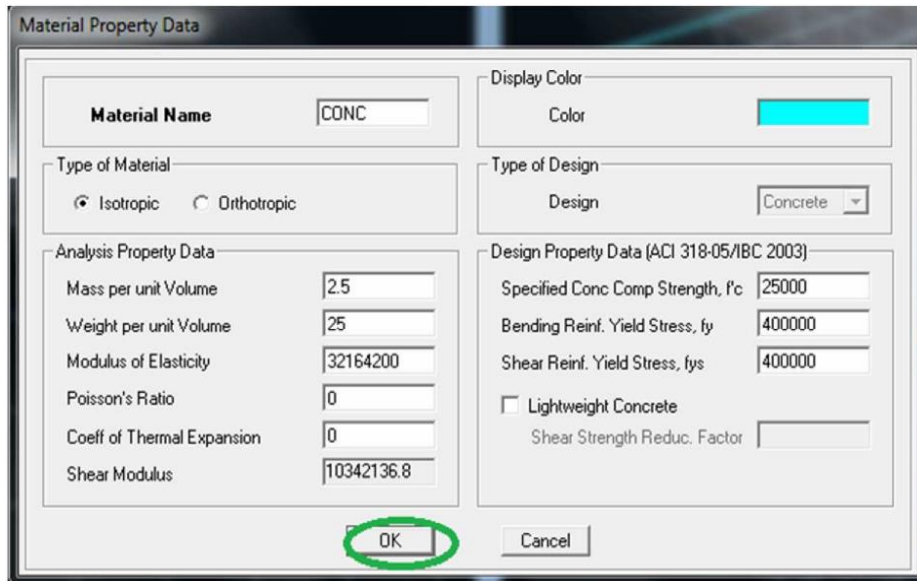 Material Property Data
Material Name CONC
Display Color
Color
Type of Material
Isotropic Orthotropic
Type of Design
Design Concrete
Analysis Property Data
Mass per unit Volume 2.5
Weight per unit Volume 25
Modulus of Elasticity 32164200
Poisson's Ratio 0
Coeff of Thermal Expansion 0
Shear Modulus 10342136.8
Design Property Data (ACI 318-05/IBC 2003)
Specified Conc Comp Strength, f'c 25000
Bending Reinf. Yield Stress, fy 400000
Shear Reinf. Yield Stress, fys 400000
Lightweight Concrete
Shear Strength Reduc. Factor
OK Cancel